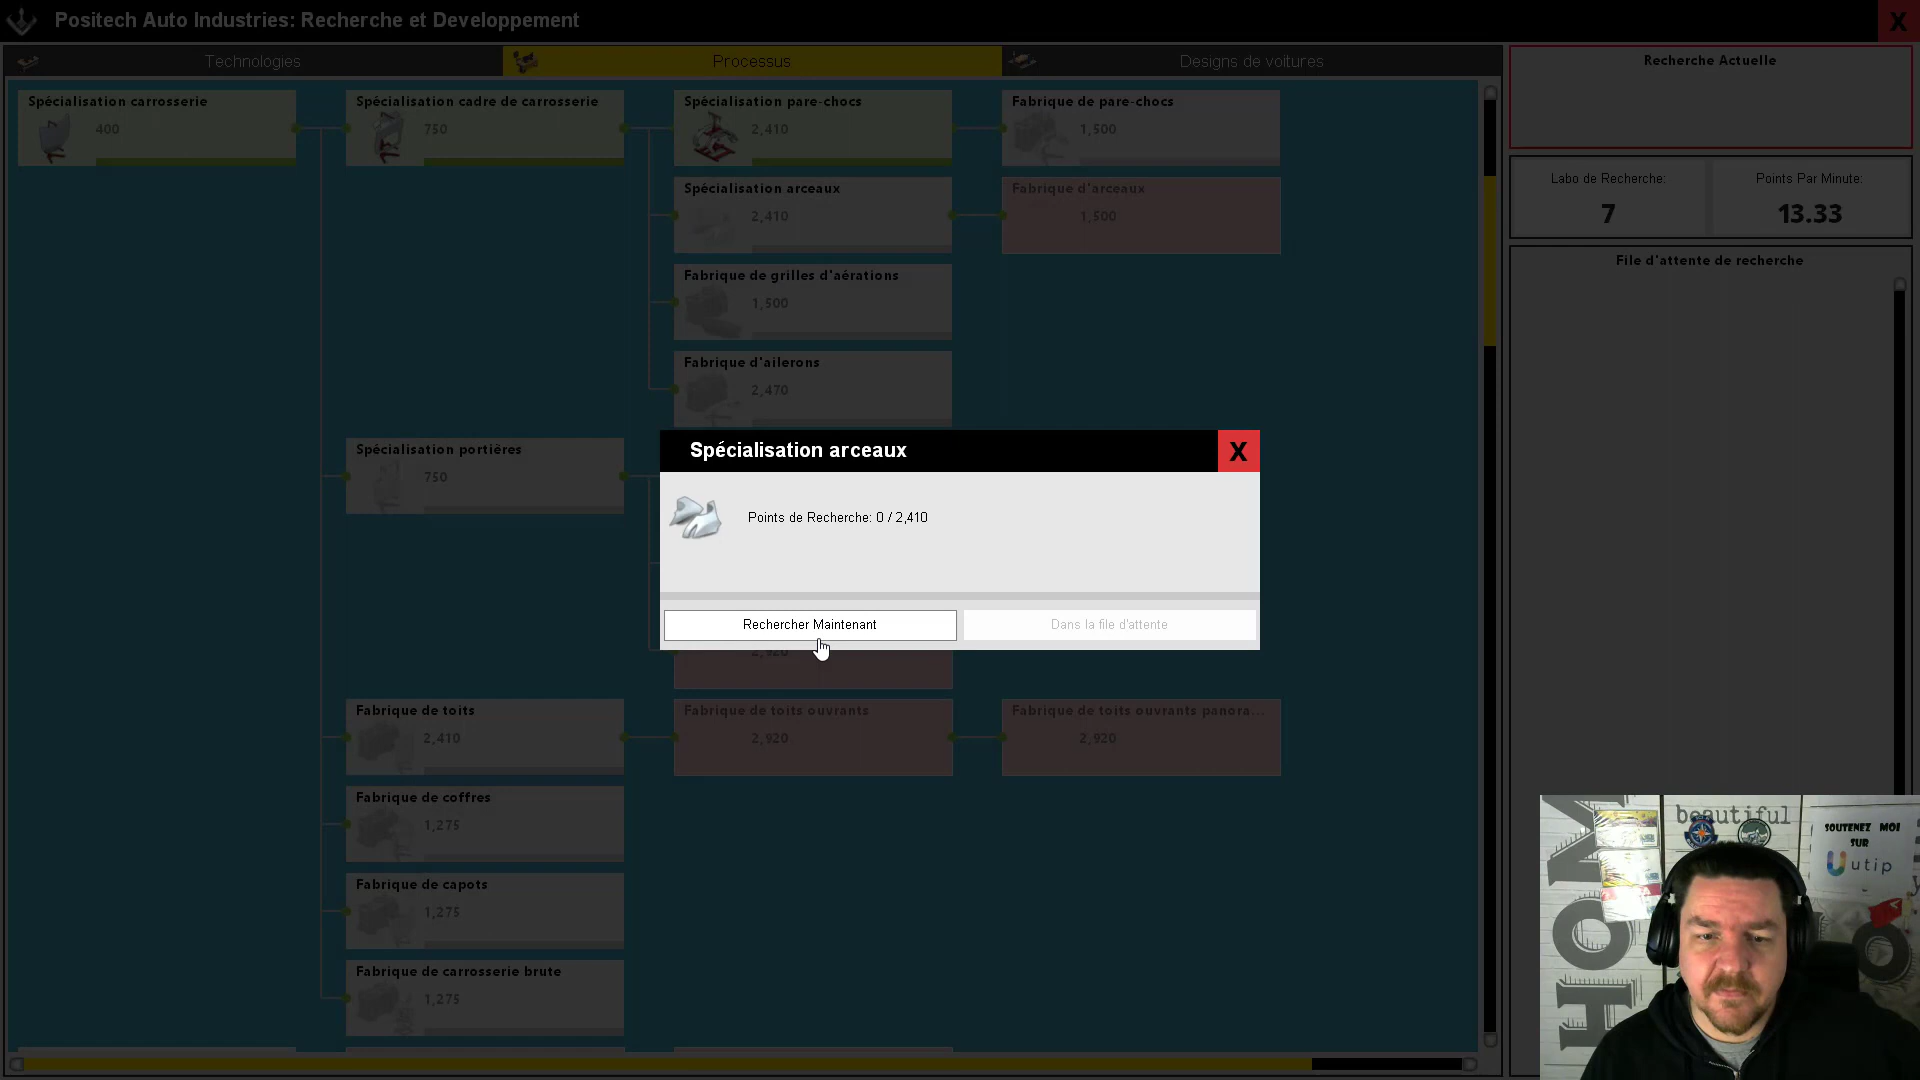 Positech Auto Industries: Recherche et Developpement
X
Technologies
Processus
Designs de voitures
Recherche Actuelle
Spécialisation carrosserie
400
Spécialisation cadre de carrosserie
750
Spécialisation pare-chocs
2,410
Fabrique de pare-chocs
1,500
Spécialisation arceaux
2,410
Fabrique d'arceaux
1,500
Labo de Recherche:
7
Points Par Minute:
13.33
File d'attente de recherche
Fabrique de grilles d'aérations
1,500
Fabrique d'ailerons
2,470
Spécialisation portières
750
Spécialisation arceaux
X
Points de Recherche: 0 / 2,410
Rechercher Maintenant
Dans la file d'attente
2,920
Fabrique de toits
2,410
Fabrique de toits ouvrants
2,920
Fabrique de toits ouvrants panora...
2,920
Fabrique de coffres
1,275
Fabrique de capots
1,275
Fabrique de carrosserie brute
1,275
beautiful
SOUTENEZ MOI
SUR
utip
HOM